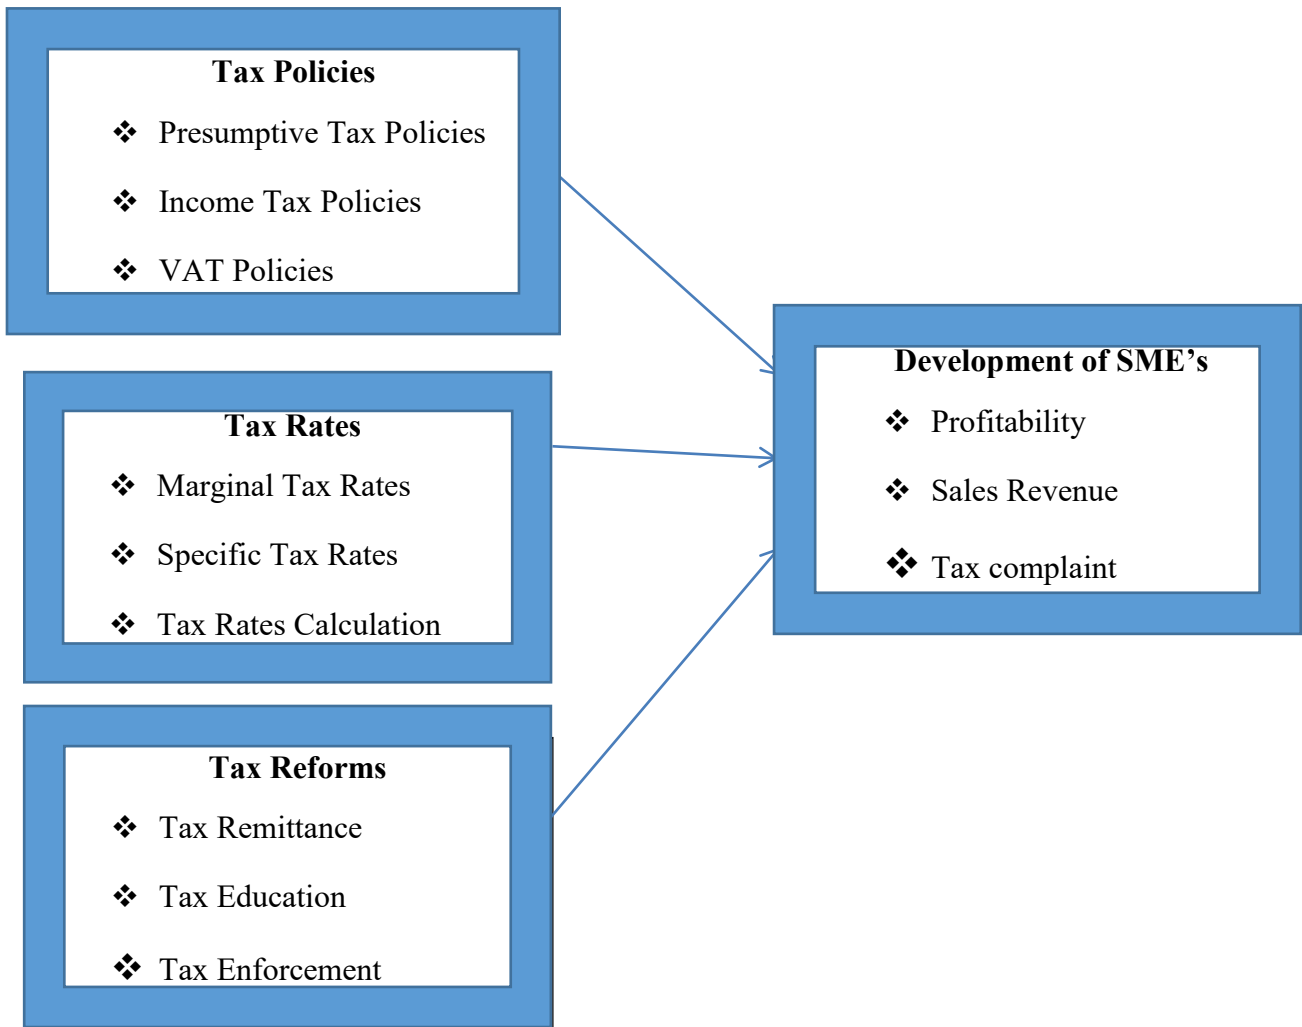 Tax Policies
❖ Presumptive Tax Policies
❖ Income Tax Policies
❖ VAT Policies
Tax Rates
❖ Marginal Tax Rates
❖ Specific Tax Rates
❖ Tax Rates Calculation
Tax Reforms
❖ Tax Remittance
❖ Tax Education
❖ Tax Enforcement
Development of SME’s
❖ Profitability
❖ Sales Revenue
❖ Tax complaint